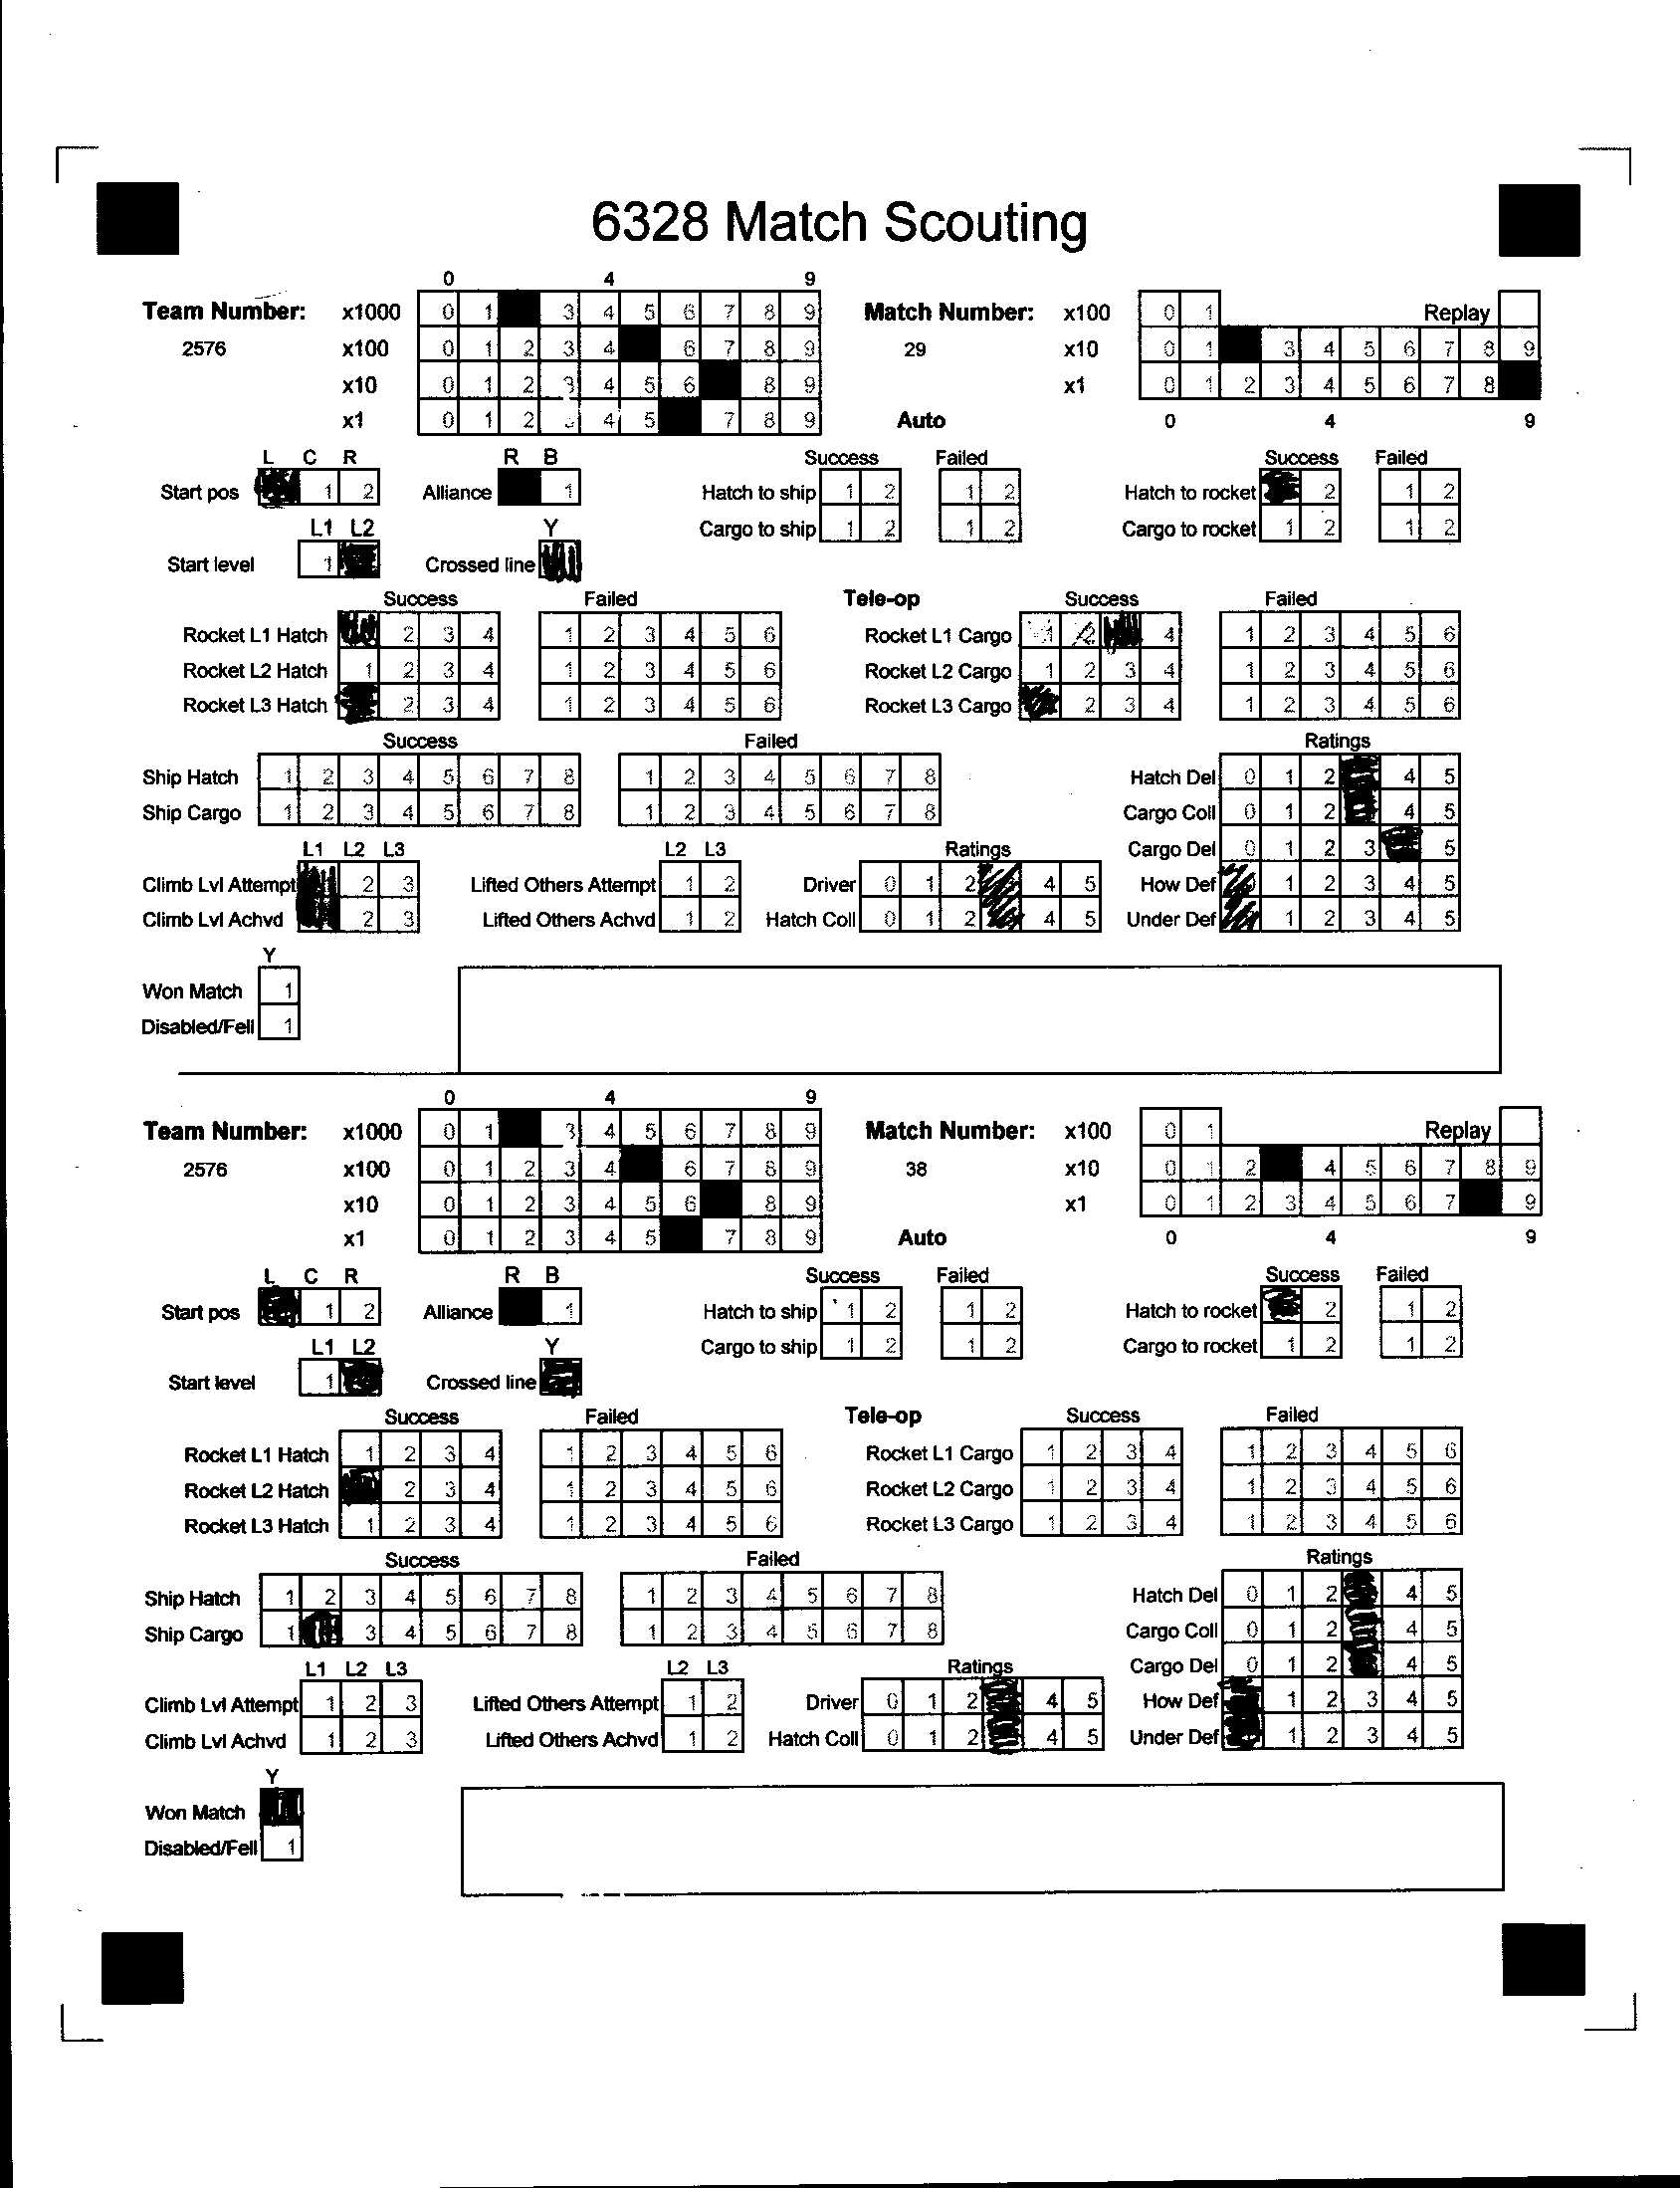 6328 Match Scouting
0 4 9
Team Number: x1000 0 1 3 4 5 6 7 8 9 Match Number: x100 0 1 Replay
2576 x100 0 1 2 3 4 6 7 8 9 29 x10 0 1 3 4 5 6 7 8 9
x10 0 1 2 3 4 5 6 8 9 x1 0 1 2 3 4 5 6 7 8
x1 0 1 2 3 4 5 7 8 9 Auto 0 4 9
L C R R B Success Failed Success Failed
Start pos 1 2 Alliance 1 Hatch to ship 1 2 1 2 Hatch to rocket 2 1 2
L1 L2 Y Cargo to ship 1 2 1 2 Cargo to rocket 1 2 1 2
Start level 1 Crossed line
Success Failed Tele-op Success Failed
Rocket L1 Hatch 2 3 4 1 2 3 4 5 6 Rocket L1 Cargo 1 2 4 1 2 3 4 5 6
Rocket L2 Hatch 1 2 3 4 1 2 3 4 5 6 Rocket L2 Cargo 1 2 3 4 1 2 3 4 5 6
Rocket L3 Hatch 2 3 4 1 2 3 4 5 6 Rocket L3 Cargo 2 3 4 1 2 3 4 5 6
Success Failed Ratings
Ship Hatch 1 2 3 4 5 6 7 8 1 2 3 4 5 6 7 8 Hatch Del 0 1 2 4 5
Ship Cargo 1 2 3 4 5 6 7 8 1 2 3 4 5 6 7 8 Cargo Coll 0 1 2 4 5
L1 L2 L3 L2 L3 Ratings Cargo Del 0 1 2 3 5
Climb Lvl Attempt 2 3 Lifted Others Attempt 1 2 Driver 0 1 2 4 5 How Def 1 2 3 4 5
Climb Lvl Achvd 2 3 Lifted Others Achvd 1 2 Hatch Coll 0 1 2 4 5 Under Def 1 2 3 4 5
Y
Won Match 1
Disabled/Fell 1
0 4 9
Team Number: x1000 0 1 3 4 5 6 7 8 9 Match Number: x100 0 1 Replay
2576 x100 0 1 2 3 4 6 7 8 9 38 x10 0 1 2 4 5 6 7 8 9
x10 0 1 2 3 4 5 6 8 9 x1 0 1 2 3 4 5 6 7 9
x1 0 1 2 3 4 5 7 8 9 Auto 0 4 9
L C R R B Success Failed Success Failed
Start pos 1 2 Alliance 1 Hatch to ship 1 2 1 2 Hatch to rocket 2 1 2
L1 L2 Y Cargo to ship 1 2 1 2 Cargo to rocket 1 2 1 2
Start level 1 Crossed line
Success Failed Tele-op Success Failed
Rocket L1 Hatch 1 2 3 4 1 2 3 4 5 6 Rocket L1 Cargo 1 2 3 4 1 2 3 4 5 6
Rocket L2 Hatch 2 3 4 1 2 3 4 5 6 Rocket L2 Cargo 1 2 3 4 1 2 3 4 5 6
Rocket L3 Hatch 1 2 3 4 1 2 3 4 5 6 Rocket L3 Cargo 1 2 3 4 1 2 3 4 5 6
Success Failed Ratings
Ship Hatch 1 2 3 4 5 6 7 8 1 2 3 4 5 6 7 8 Hatch Del 0 1 2 4 5
Ship Cargo 1 3 4 5 6 7 8 1 2 3 4 5 6 7 8 Cargo Coll 0 1 2 4 5
L1 L2 L3 L2 L3 Ratings Cargo Del 0 1 2 4 5
Climb Lvl Attempt 1 2 3 Lifted Others Attempt 1 2 Driver 0 1 2 4 5 How Def 1 2 3 4 5
Climb Lvl Achvd 1 2 3 Lifted Others Achvd 1 2 Hatch Coll 0 1 2 4 5 Under Def 1 2 3 4 5
Y
Won Match
Disabled/Fell 1